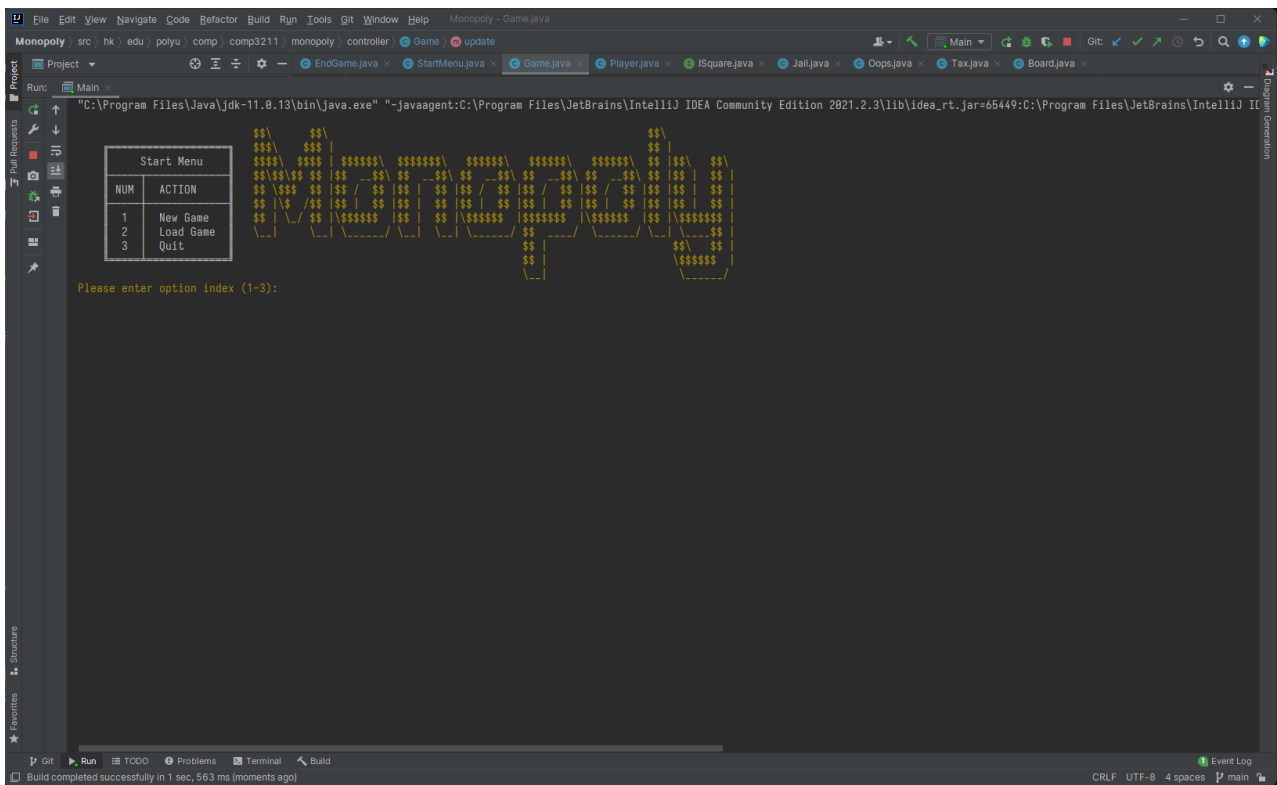 File Edit View Navigate Code Refactor Build Run Tools Git Window Help Monopoly - Game.java
Monopoly src hk edu polyu comp comp3211 monopoly controller Game update Main Git:
Project EndGame.java StartMenu.java Game.java Player.java ISquare.java Jail.java Oops.java Tax.java Board.java
Run: Main
"C:\Program Files\Java\jdk-11.0.13\bin\java.exe" "-javaagent:C:\Program Files\JetBrains\IntelliJ IDEA Community Edition 2021.2.3\lib\idea_rt.jar=65449:C:\Program Files\JetBrains\IntelliJ ID
Monopoly
Start Menu
NUM ACTION
1 New Game
2 Load Game
3 Quit
Please enter option index (1-3):
Project
Pull Requests
Structure
Favorites
Diagram Generation
Git Run TODO Problems Terminal Build 1 Event Log
Build completed successfully in 1 sec, 563 ms (moments ago) CRLF UTF-8 4 spaces main